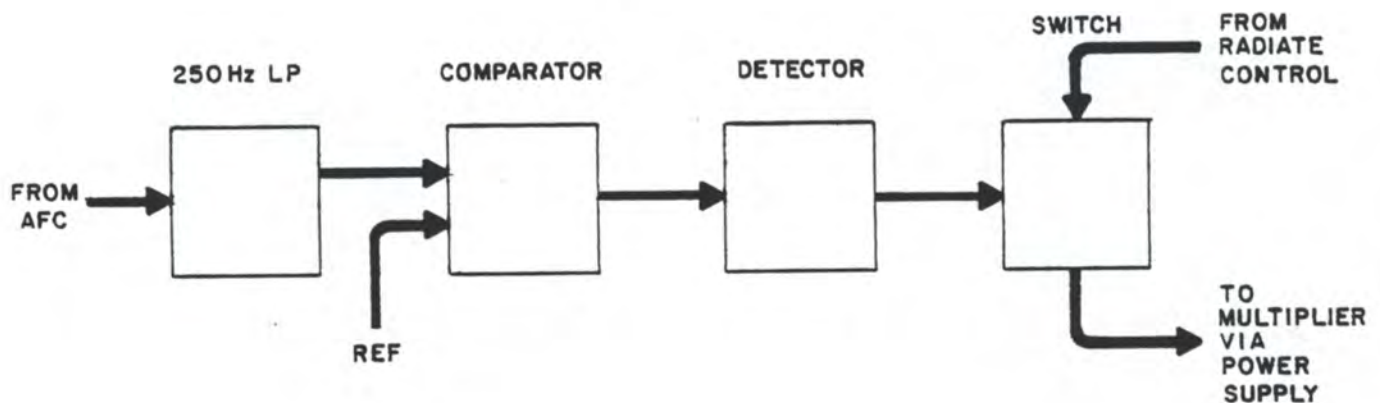 250Hz LP
COMPARATOR
DETECTOR
SWITCH
FROM
RADIATE
CONTROL
FROM
AFC
REF
TO
MULTIPLIER
VIA
POWER
SUPPLY